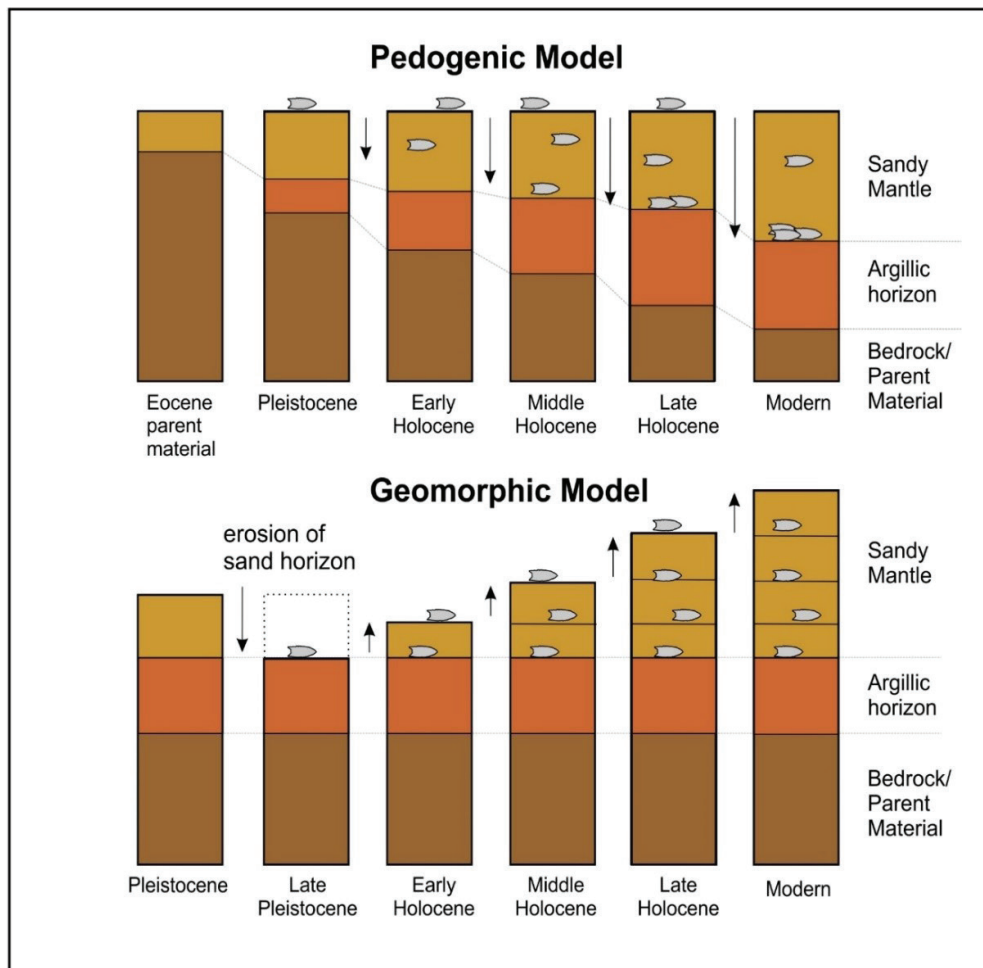 Pedogenic Model
Sandy
Mantle
Argillic
horizon
Bedrock/
Parent
Material
Eocene
parent
material
Pleistocene
Early
Holocene
Middle
Holocene
Late
Holocene
Modern
Geomorphic Model
erosion of
sand horizon
Sandy
Mantle
Argillic
horizon
Bedrock/
Parent
Material
Pleistocene
Late
Pleistocene
Early
Holocene
Middle
Holocene
Late
Holocene
Modern